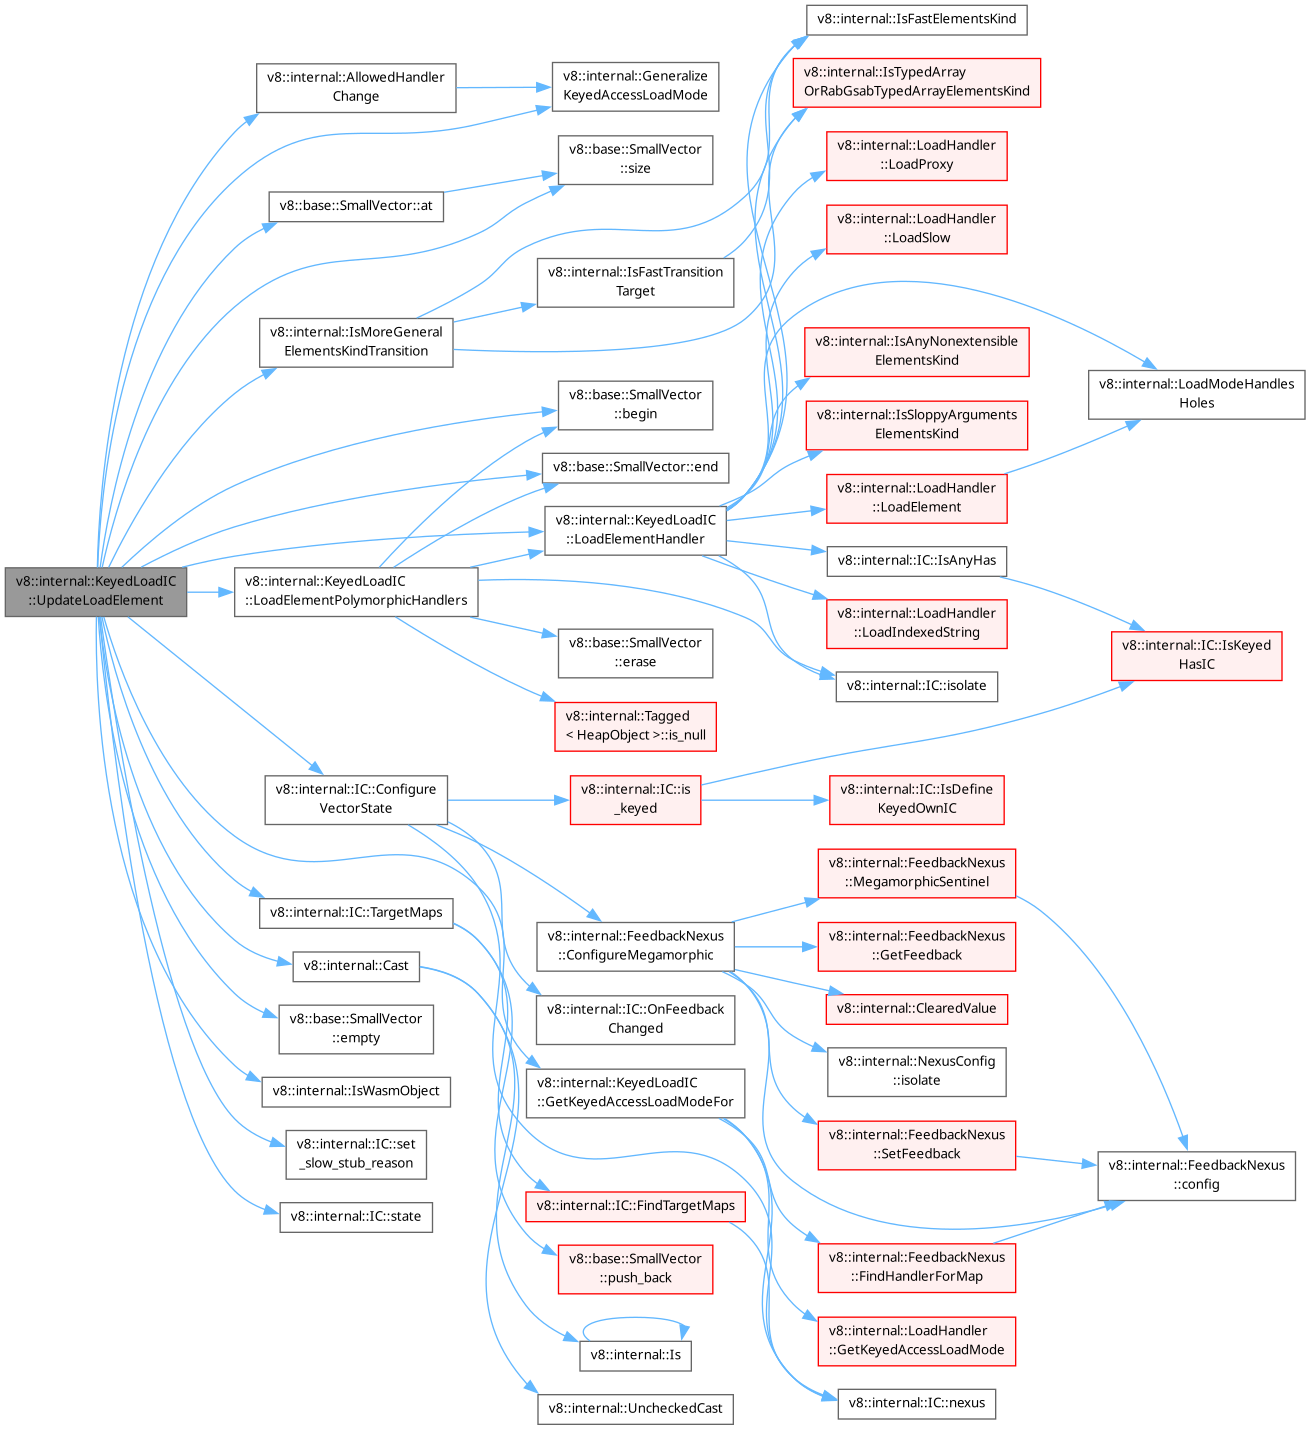 v8::internal::KeyedLoadIC
::UpdateLoadElement
v8::internal::AllowedHandler
Change
v8::base::SmallVector::at
v8::internal::IsMoreGeneral
ElementsKindTransition
v8::internal::KeyedLoadIC
::LoadElementPolymorphicHandlers
v8::internal::IC::Configure
VectorState
v8::internal::IC::TargetMaps
v8::internal::Cast
v8::base::SmallVector
::empty
v8::internal::IsWasmObject
v8::internal::IC::set
_slow_stub_reason
v8::internal::IC::state
v8::internal::Generalize
KeyedAccessLoadMode
v8::base::SmallVector
::size
v8::internal::IsFastTransition
Target
v8::base::SmallVector
::begin
v8::base::SmallVector::end
v8::internal::KeyedLoadIC
::LoadElementHandler
v8::base::SmallVector
::erase
v8::internal::Tagged
< HeapObject >::is_null
v8::internal::IC::is
_keyed
v8::internal::FeedbackNexus
::ConfigureMegamorphic
v8::internal::IC::OnFeedback
Changed
v8::internal::KeyedLoadIC
::GetKeyedAccessLoadModeFor
v8::internal::IC::FindTargetMaps
v8::base::SmallVector
::push_back
v8::internal::Is
v8::internal::UncheckedCast
v8::internal::IsFastElementsKind
v8::internal::IsTypedArray
OrRabGsabTypedArrayElementsKind
v8::internal::LoadHandler
::LoadProxy
v8::internal::LoadHandler
::LoadSlow
v8::internal::IsAnyNonextensible
ElementsKind
v8::internal::IsSloppyArguments
ElementsKind
v8::internal::LoadHandler
::LoadElement
v8::internal::IC::IsAnyHas
v8::internal::LoadHandler
::LoadIndexedString
v8::internal::IC::isolate
v8::internal::IC::IsDefine
KeyedOwnIC
v8::internal::FeedbackNexus
::MegamorphicSentinel
v8::internal::FeedbackNexus
::GetFeedback
v8::internal::ClearedValue
v8::internal::NexusConfig
::isolate
v8::internal::FeedbackNexus
::SetFeedback
v8::internal::FeedbackNexus
::FindHandlerForMap
v8::internal::LoadHandler
::GetKeyedAccessLoadMode
v8::internal::IC::nexus
v8::internal::LoadModeHandles
Holes
v8::internal::IC::IsKeyed
HasIC
v8::internal::FeedbackNexus
::config